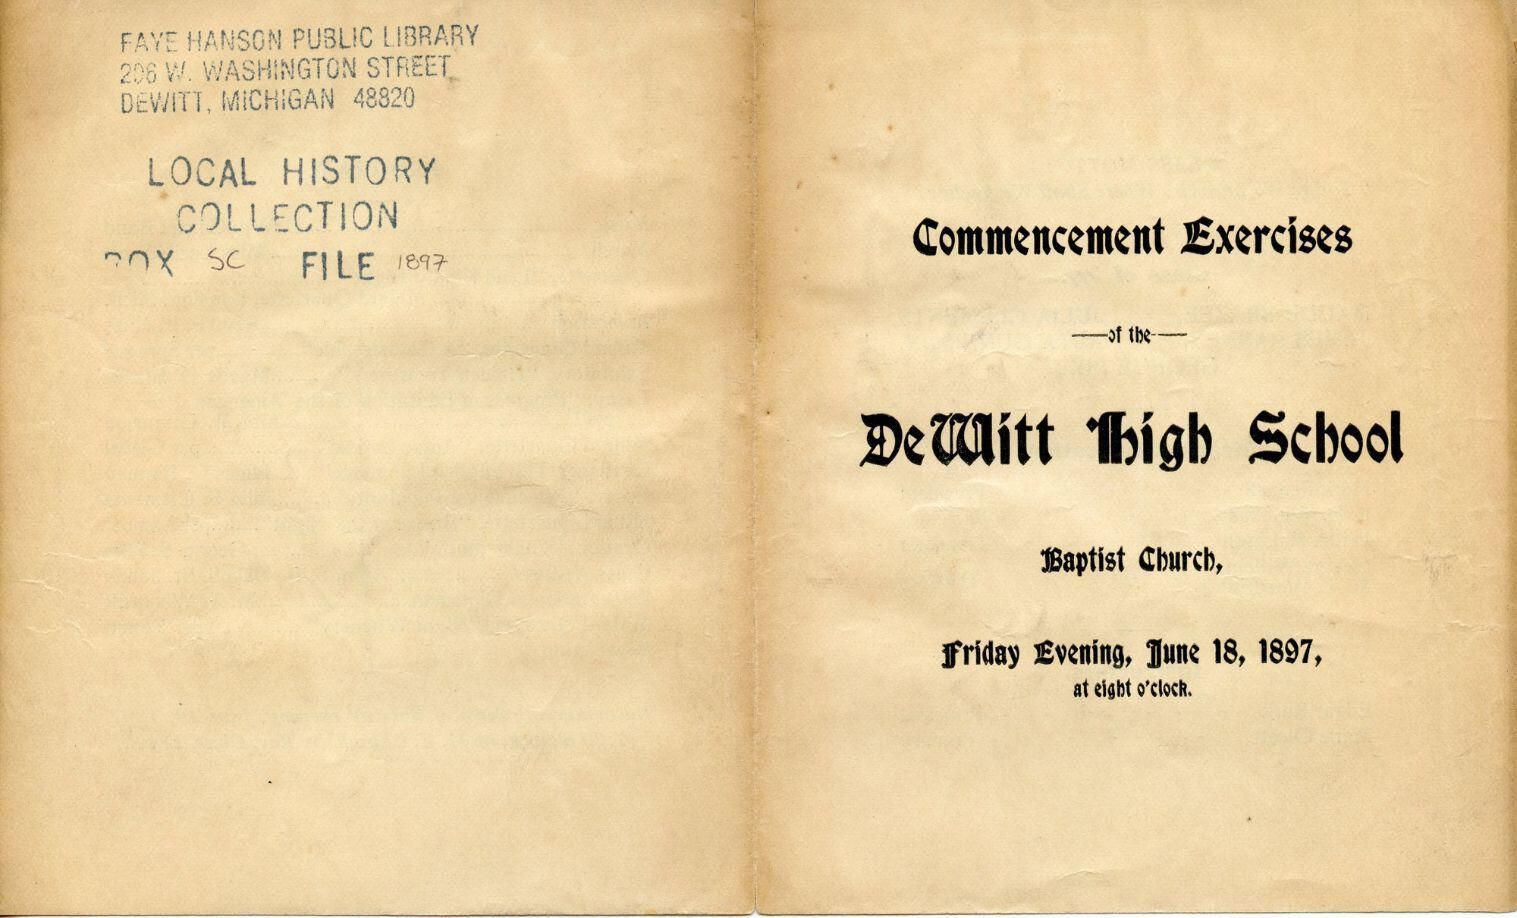 FAYE HANSON PUBLIC LIBRARY
206 W. WASHINGTON STREET
DEWITT, MICHIGAN 48820
LOCAL HISTORY
COLLECTION
BOX SC FILE 1897
Commencement Exercises
—of the—
DeWitt High School
Baptist Church,
Friday Evening, June 18, 1897,
at eight o'clock.